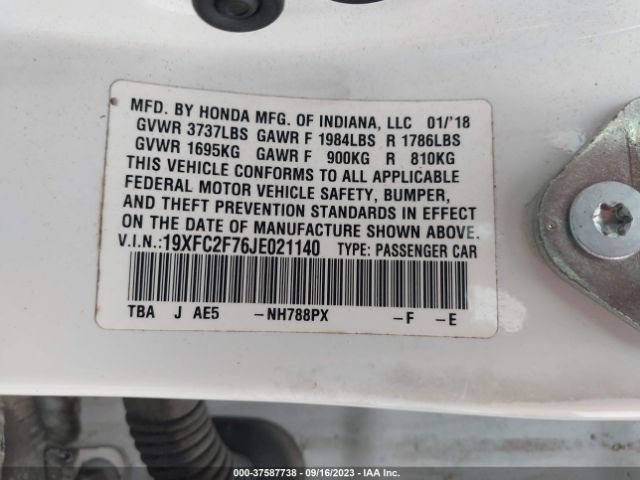 MFD. BY HONDA MFG. OF INDIANA, LLC 01/'18
GVWR 3737LBS GAWR F 1984LBS R 1786LBS
GVWR 1695KG GAWR F 900KG R 810KG
THIS VEHICLE CONFORMS TO ALL APPLICABLE
FEDERAL MOTOR VEHICLE SAFETY, BUMPER,
AND THEFT PREVENTION STANDARDS IN EFFECT
ON THE DATE OF MANUFACTURE SHOWN ABOVE.
V.I.N.:19XFC2F76JE021140 TYPE: PASSENGER CAR
TBA J AE5 -NH788PX -F -E
000-37587738 - 09/16/2023 - IAA Inc.